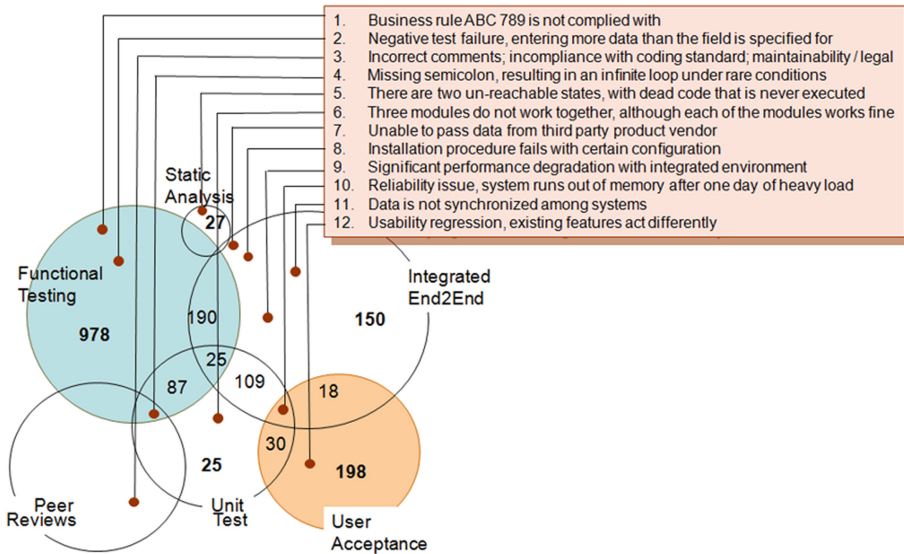 1. Business rule ABC 789 is not complied with
2. Negative test failure, entering more data than the field is specified for
3. Incorrect comments; incompliance with coding standard; maintainability / legal
4. Missing semicolon, resulting in an infinite loop under rare conditions
5. There are two un-reachable states, with dead code that is never executed
6. Three modules do not work together, although each of the modules works fine
7. Unable to pass data from third party product vendor
8. Installation procedure fails with certain configuration
9. Significant performance degradation with integrated environment
10. Reliability issue, system runs out of memory after one day of heavy load
11. Data is not synchronized among systems
12. Usability regression, existing features act differently
Static
Analysis
27
Functional
Testing
Integrated
End2End
190
150
978
25
109
87
18
30
25
198
Peer
Reviews
Unit
Test
User
Acceptance